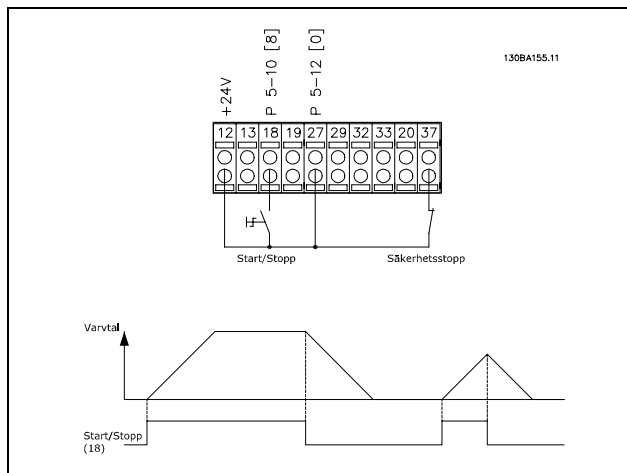 130BA155.11
+24V
P 5-10 [8]
P 5-12 [0]
12 13 18 19 27 29 32 33 20 37
Start/Stopp
Säkerhetsstopp
Varvtal
Start/Stopp
(18)